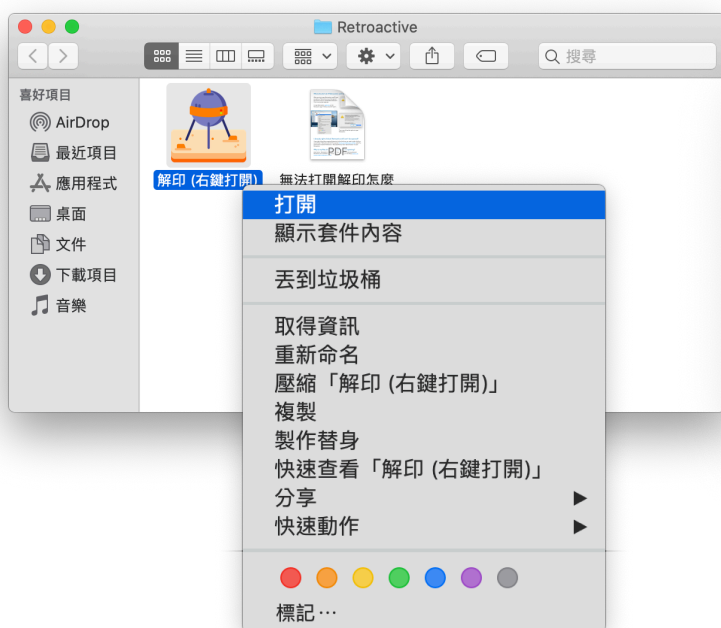 Retroactive
搜尋
喜好項目
AirDrop
最近項目
應用程式
桌面
文件
下載項目
音樂
PDF
解印 (右鍵打開)
無法打開解印怎麼
打開
顯示套件內容
丟到垃圾桶
取得資訊
重新命名
壓縮「解印 (右鍵打開)」
複製
製作替身
快速查看「解印 (右鍵打開)」
分享
快速動作
標記⋯